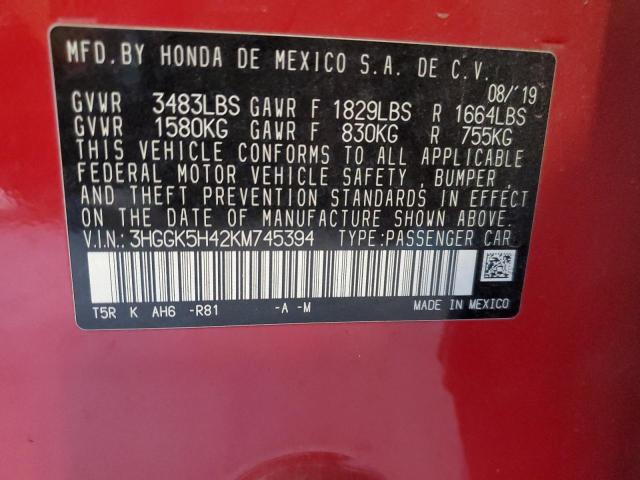 MFD. BY HONDA DE MEXICO S.A. DE C.V.
08/'19
GVWR 3483LBS GAWR F 1829LBS R 1664LBS
GVWR 1580KG GAWR F 830KG R 755KG
THIS VEHICLE CONFORMS TO ALL APPLICABLE
FEDERAL MOTOR VEHICLE SAFETY , BUMPER ,
AND THEFT PREVENTION STANDARDS IN EFFECT
ON THE DATE OF MANUFACTURE SHOWN ABOVE.
V.I.N.: 3HGGK5H42KM745394 TYPE:PASSENGER CAR
T5R K AH6 -R81 -A -M MADE IN MEXICO